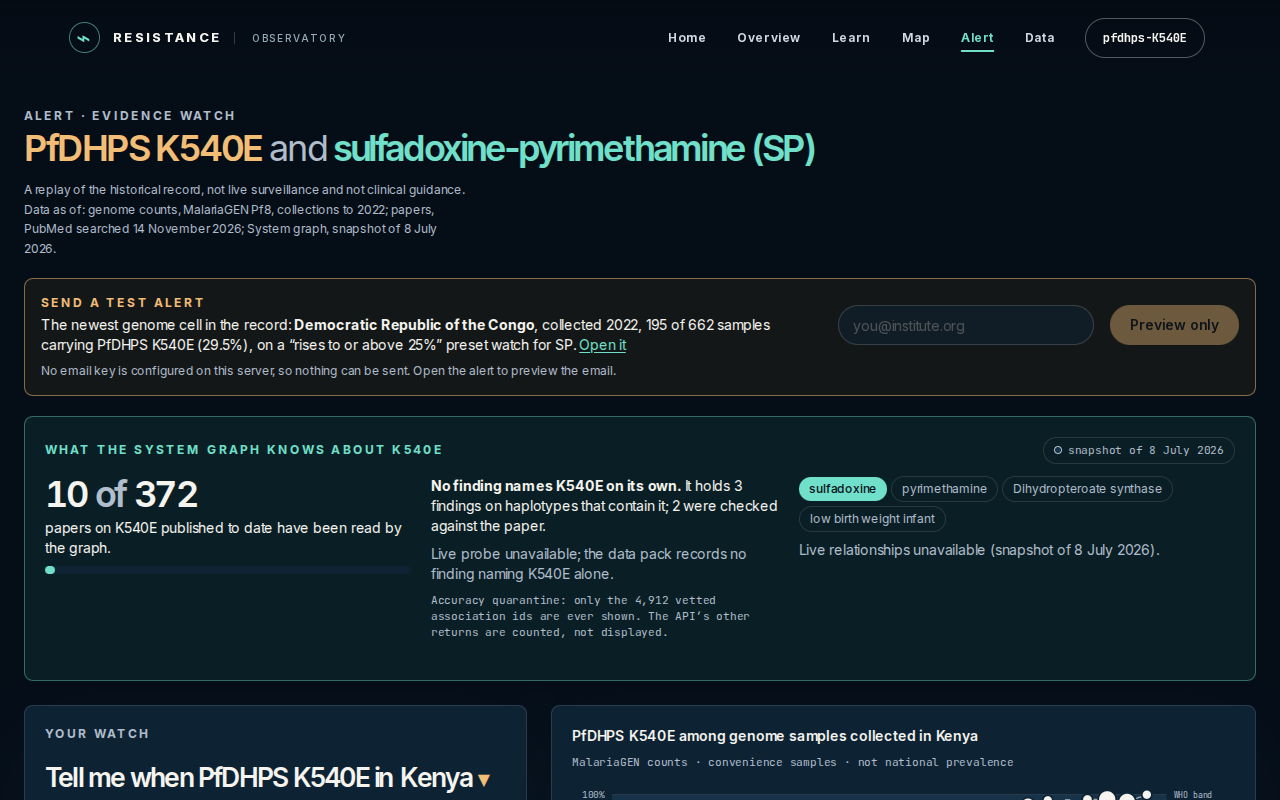 RESISTANCE OBSERVATORY
Home Overview Learn Map Alert Data pfdhps-K540E
ALERT · EVIDENCE WATCH
PfDHPS K540E and sulfadoxine-pyrimethamine (SP)
A replay of the historical record, not live surveillance and not clinical guidance.
Data as of: genome counts, MalariaGEN Pf8, collections to 2022; papers,
PubMed searched 14 November 2026; System graph, snapshot of 8 July
2026.
SEND A TEST ALERT
The newest genome cell in the record: Democratic Republic of the Congo, collected 2022, 195 of 662 samples
carrying PfDHPS K540E (29.5%), on a “rises to or above 25%” preset watch for SP. Open it
No email key is configured on this server, so nothing can be sent. Open the alert to preview the email.
you@institute.org
Preview only
WHAT THE SYSTEM GRAPH KNOWS ABOUT K540E
snapshot of 8 July 2026
10 of 372
papers on K540E published to date have been read by
the graph.
No finding names K540E on its own. It holds 3
findings on haplotypes that contain it; 2 were checked
against the paper.
Live probe unavailable; the data pack records no
finding naming K540E alone.
Accuracy quarantine: only the 4,912 vetted
association ids are ever shown. The API’s other
returns are counted, not displayed.
sulfadoxine pyrimethamine Dihydropteroate synthase
low birth weight infant
Live relationships unavailable (snapshot of 8 July 2026).
YOUR WATCH
Tell me when PfDHPS K540E in Kenya ▾
PfDHPS K540E among genome samples collected in Kenya
MalariaGEN counts · convenience samples · not national prevalence
100%
WHO band